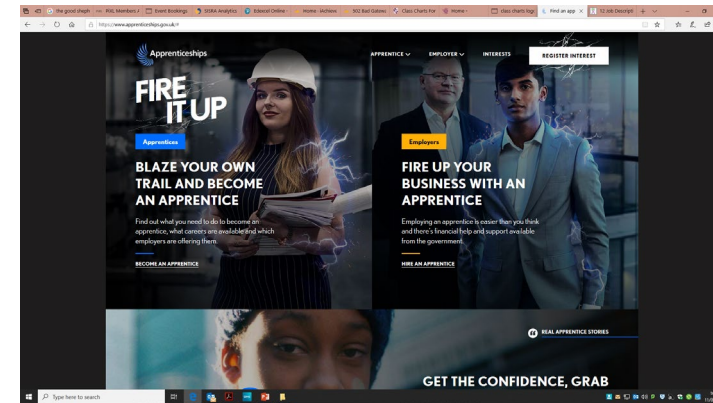 the good sheph
Event Bookings
SISRA Analytics
Edexcel Online
502 Bad Gatewa
Class Charts For
Home -
class charts logi
Find an app
12 Job Descripti
https://www.apprenticeships.gov.uk/#
Apprenticeships
APPRENTICE
EMPLOYER
INTERESTS
REGISTER INTEREST
FIRE
IT UP
Apprentices
BLAZE YOUR OWN
TRAIL AND BECOME
AN APPRENTICE
Find out what you need to do to become an
apprentice, what careers are available and which
employers are offering them.
BECOME AN APPRENTICE
Employers
FIRE UP YOUR
BUSINESS WITH AN
APPRENTICE
Employing an apprentice is easier than you think
and there's financial help and support available
from the government.
HIRE AN APPRENTICE
REAL APPRENTICE STORIES
GET THE CONFIDENCE, GRAB
Type here to search